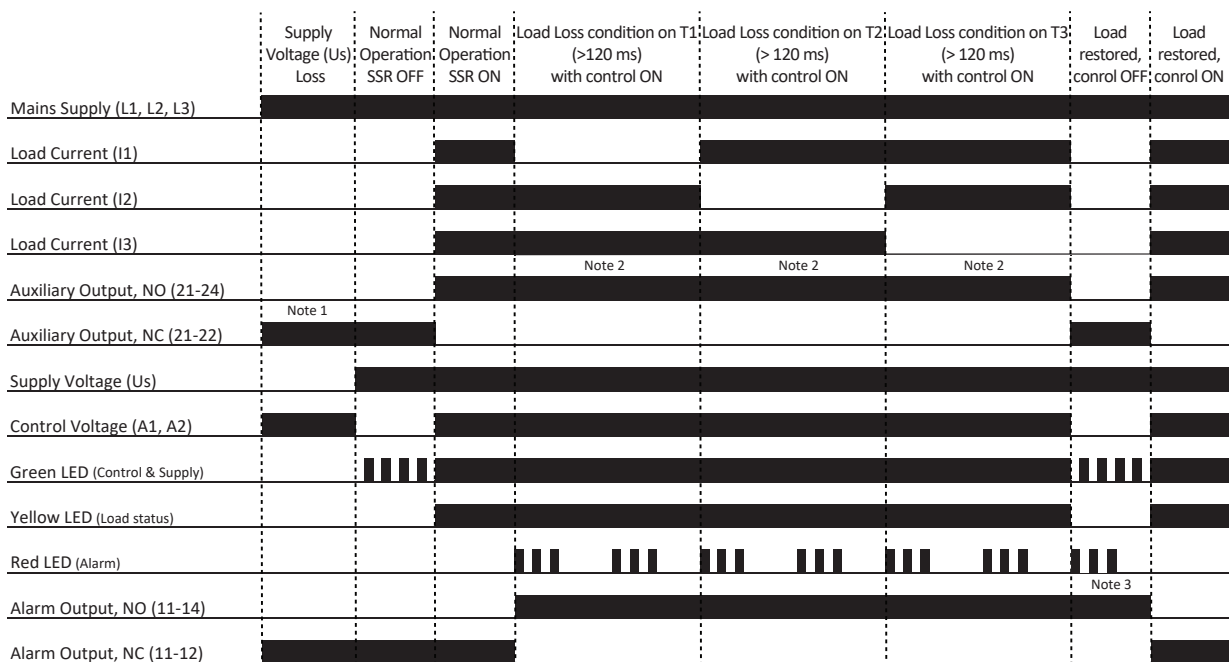 Supply
Voltage (Us)
Loss
Normal
Operation
SSR OFF
Normal
Operation
SSR ON
Load Loss condition on T1
(>120 ms)
with control ON
Load Loss condition on T2
(> 120 ms)
with control ON
Load Loss condition on T3
(> 120 ms)
with control ON
Load
restored,
conrol OFF
Load
restored,
conrol ON
Mains Supply (L1, L2, L3)
Load Current (I1)
Load Current (I2)
Load Current (I3)
Note 2 Note 2 Note 2
Auxiliary Output, NO (21-24)
Note 1
Auxiliary Output, NC (21-22)
Supply Voltage (Us)
Control Voltage (A1, A2)
Green LED (Control & Supply)
Yellow LED (Load status)
Red LED (Alarm)
Note 3
Alarm Output, NO (11-14)
Alarm Output, NC (11-12)